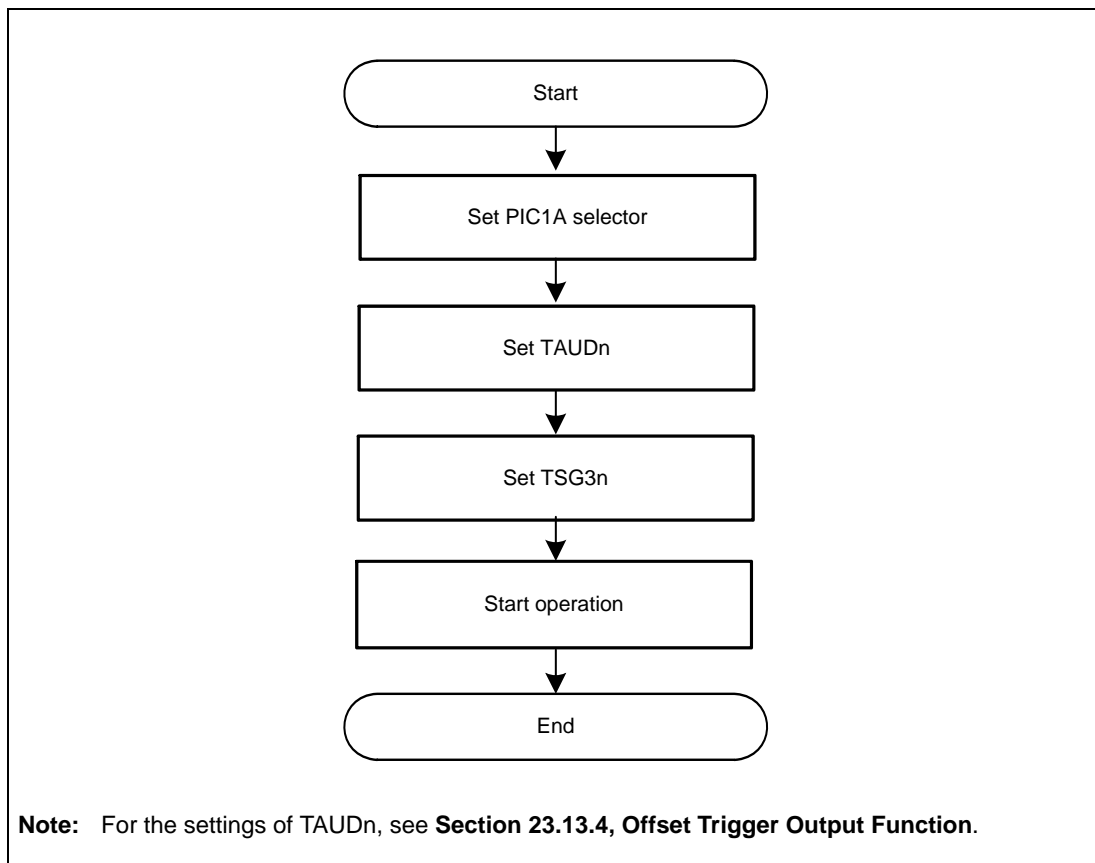 Start
Set PIC1A selector
Set TAUDn
Set TSG3n
Start operation
End
Note: For the settings of TAUDn, see Section 23.13.4, Offset Trigger Output Function.